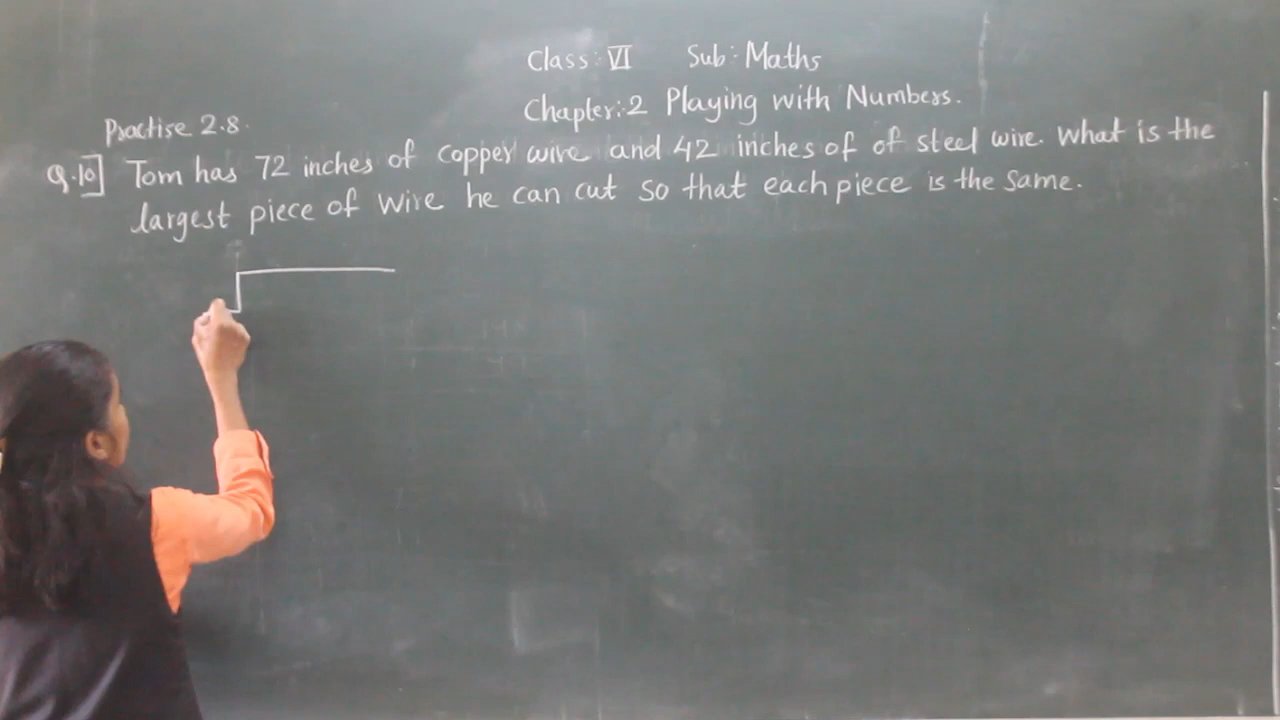 Class: VI Sub: Maths
Chapter:2 Playing with Numbers.
Practise 2.8.
Q.10] Tom has 72 inches of copper wire and 42 inches of of steel wire. What is the
largest piece of wire he can cut so that each piece is the same.